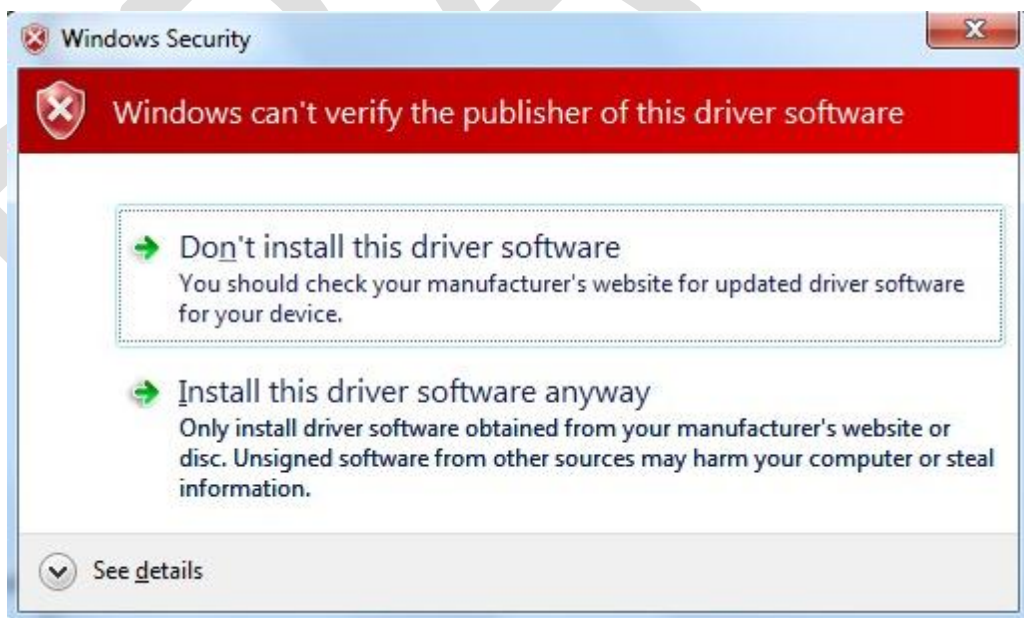 Windows Security
Windows can't verify the publisher of this driver software
Don't install this driver software
You should check your manufacturer's website for updated driver software
for your device.
Install this driver software anyway
Only install driver software obtained from your manufacturer's website or
disc. Unsigned software from other sources may harm your computer or steal
information.
See details